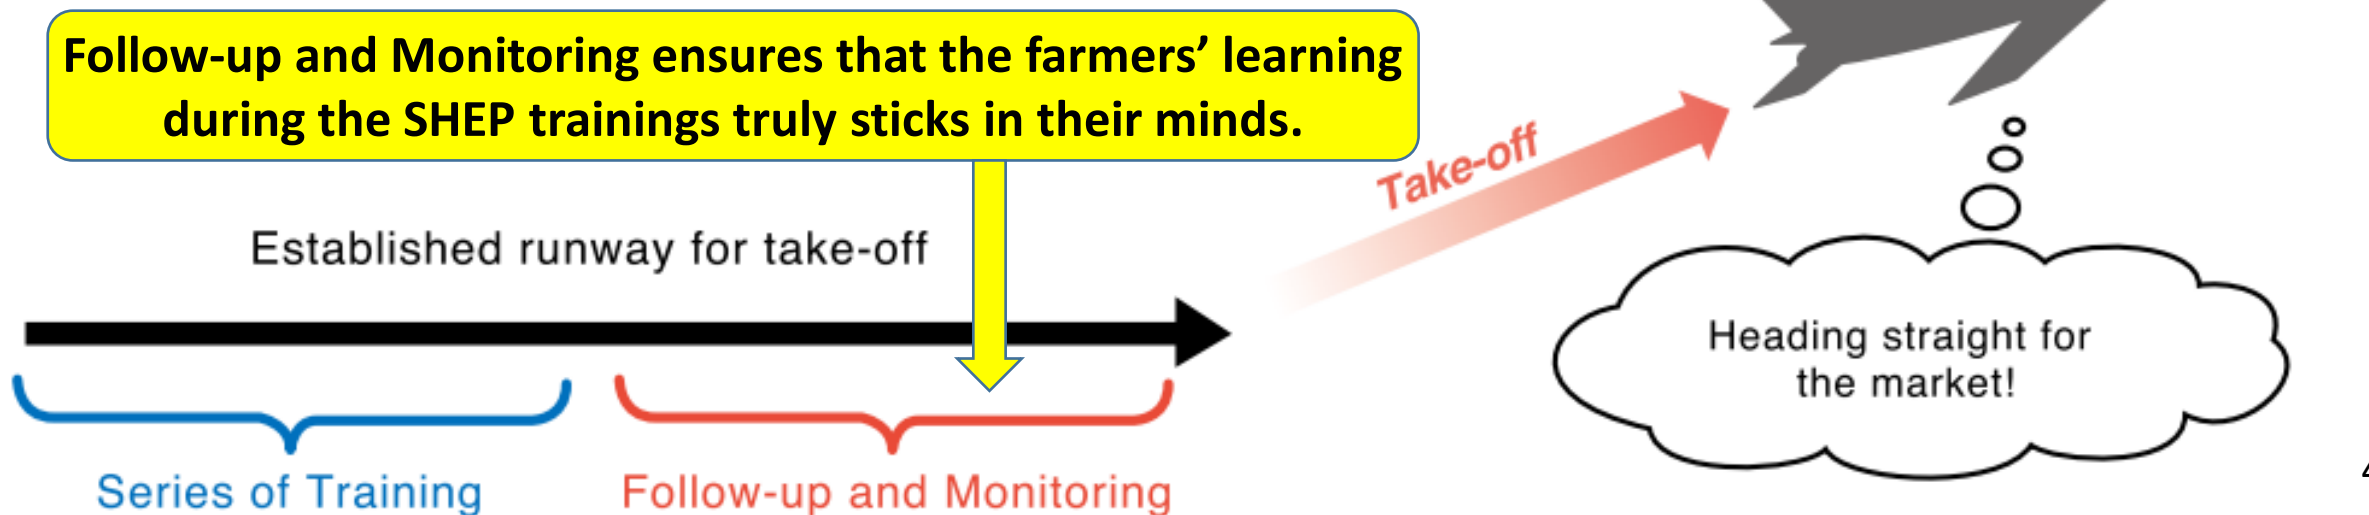 Follow-up and Monitoring ensures that the farmers’ learning
during the SHEP trainings truly sticks in their minds.
Take-off
Established runway for take-off
Heading straight for
the market!
Series of Training
Follow-up and Monitoring